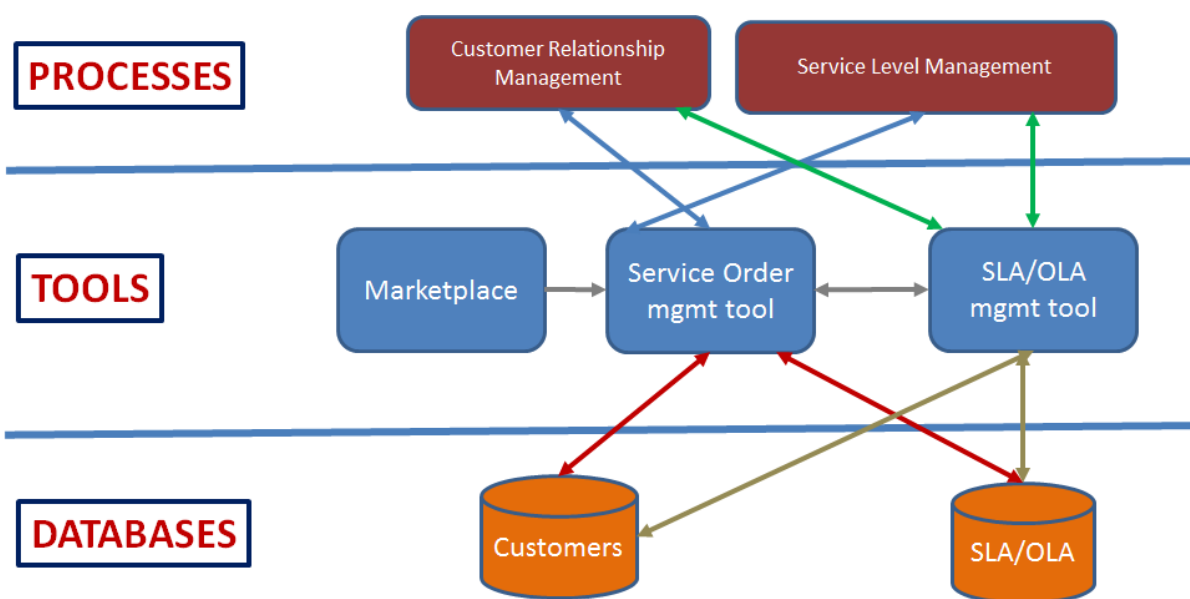 PROCESSES
Customer Relationship
Management
Service Level Management
TOOLS
Marketplace
Service Order
mgmt tool
SLA/OLA
mgmt tool
DATABASES
Customers
SLA/OLA